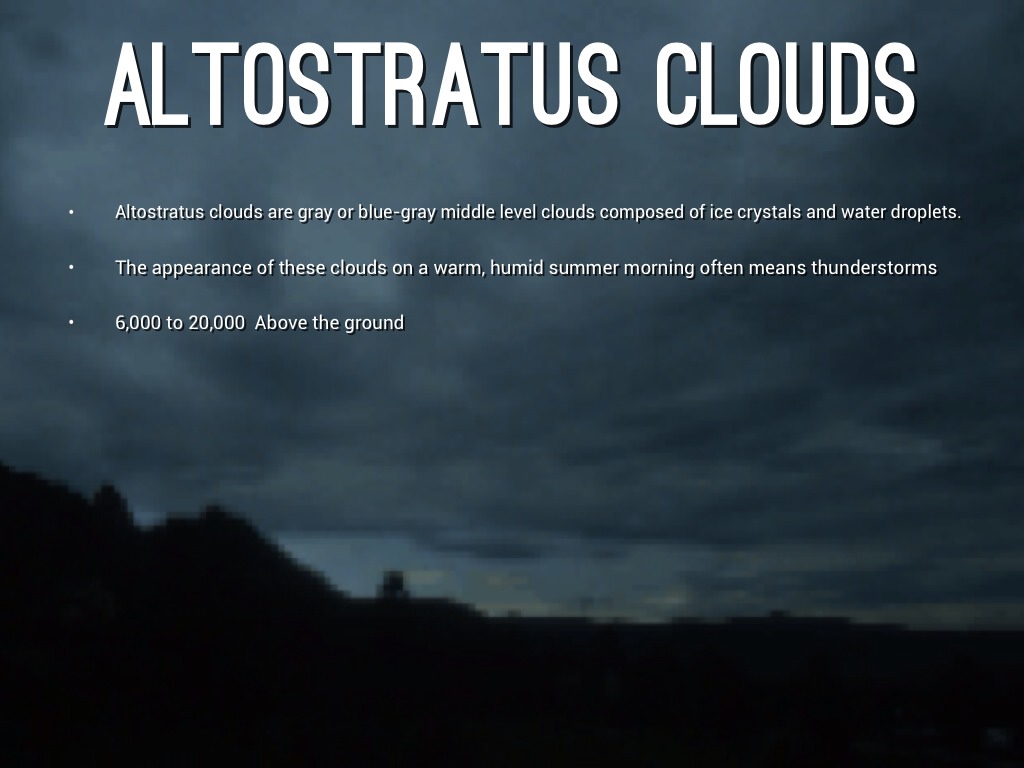 ALTOSTRATUS CLOUDS
• Altostratus clouds are gray or blue-gray middle level clouds composed of ice crystals and water droplets.
• The appearance of these clouds on a warm, humid summer morning often means thunderstorms
• 6,000 to 20,000  Above the ground